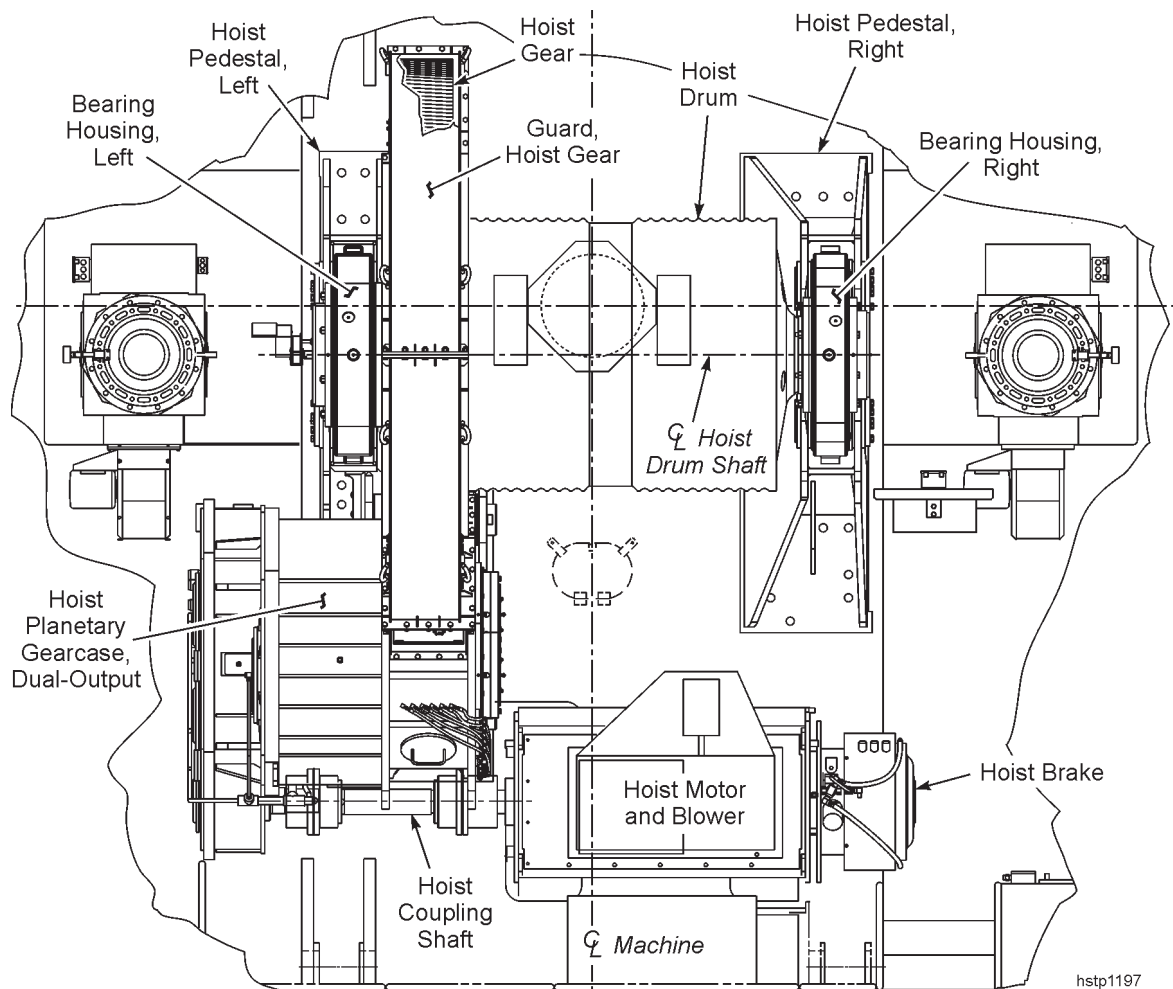 Hoist
Pedestal,
Left
Hoist
Gear
Hoist Pedestal,
Right
Hoist
Drum
Bearing
Housing,
Left
Guard,
Hoist Gear
Bearing Housing,
Right
℄ Hoist
Drum Shaft
Hoist
Planetary
Gearcase,
Dual-Output
Hoist Motor
and Blower
Hoist Brake
Hoist
Coupling
Shaft
℄ Machine
hstp1197